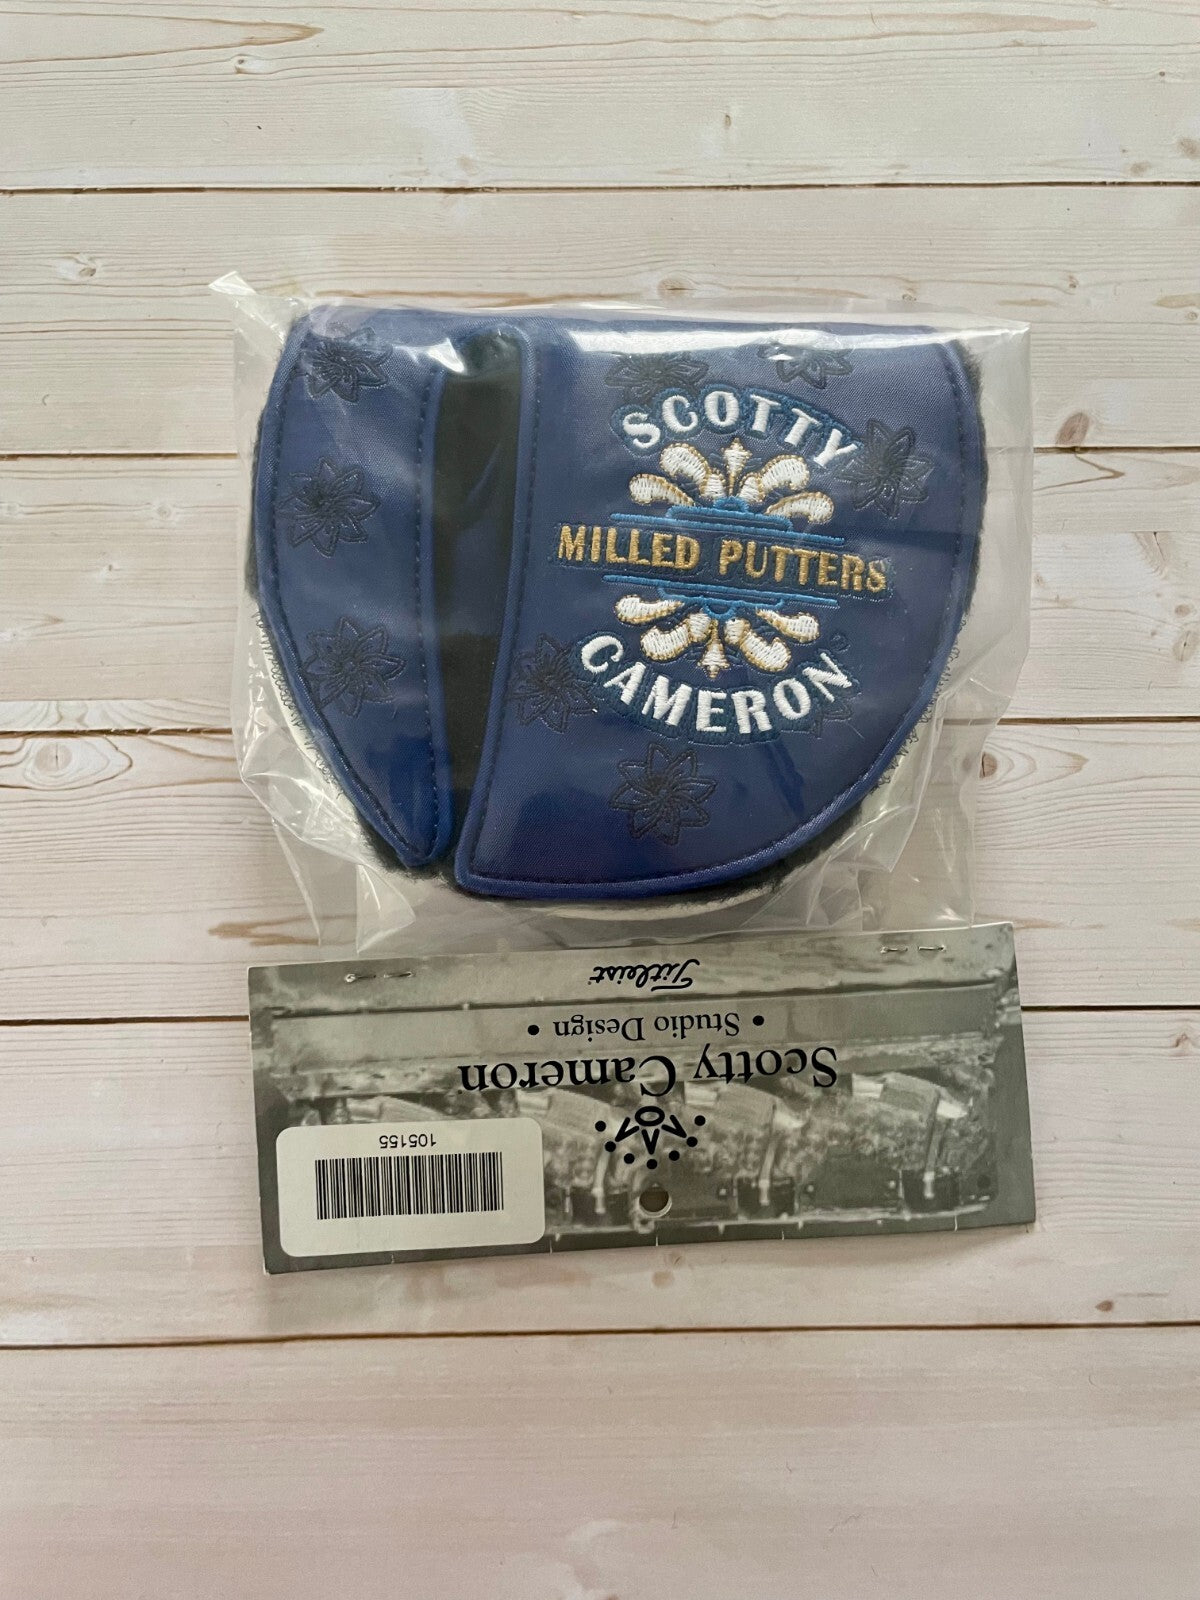 SCOTTY
MILLED PUTTERS
CAMERON®
Titleist
• Studio Design •
Scotty Cameron
105155